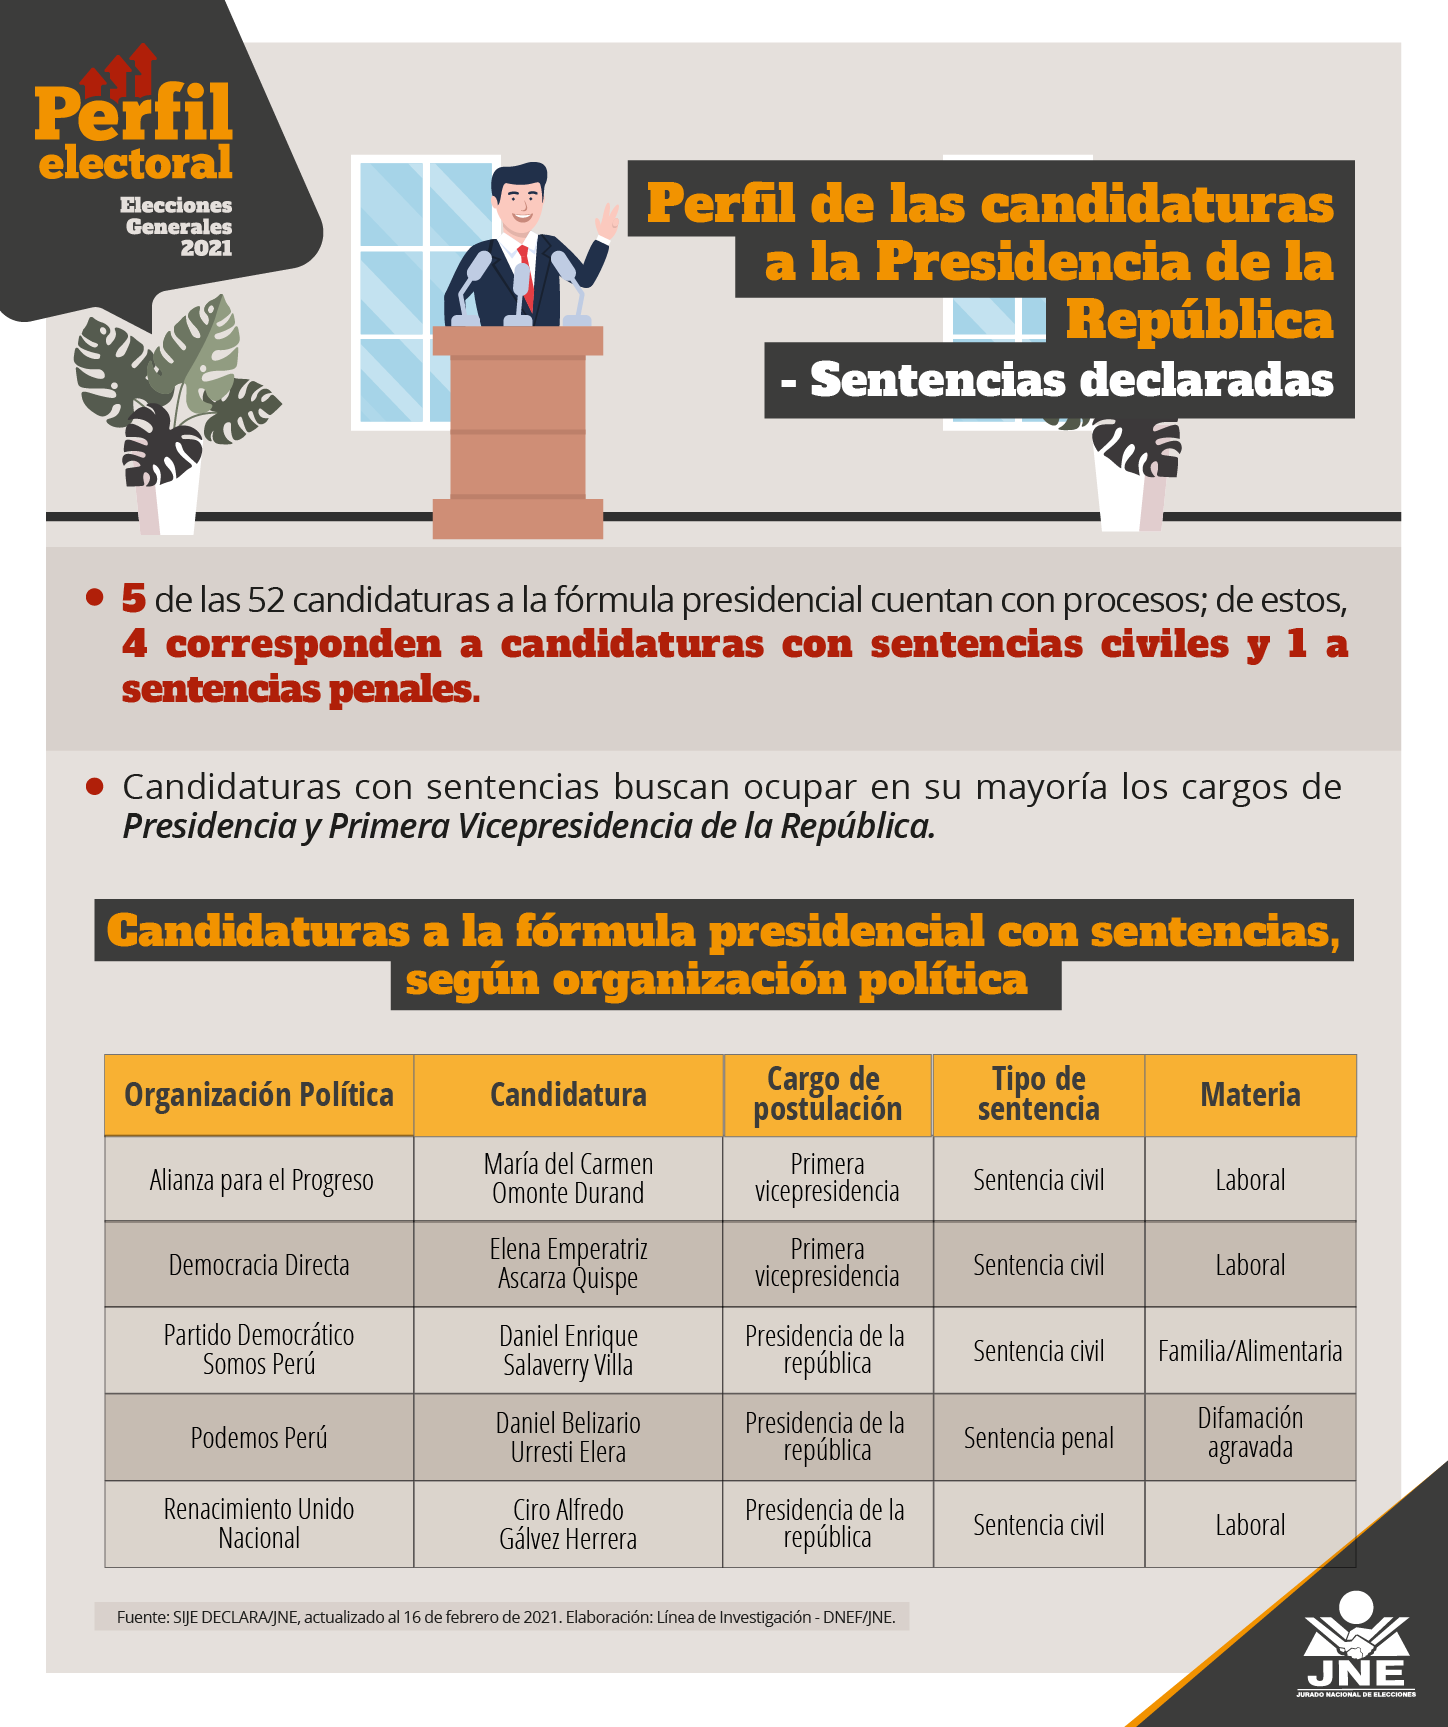 Perfil
electoral
Elecciones
Generales
2021
Perfil de las candidaturas
a la Presidencia de la
República
- Sentencias declaradas
5 de las 52 candidaturas a la fórmula presidencial cuentan con procesos; de estos,
4 corresponden a candidaturas con sentencias civiles y 1 a
sentencias penales.
Candidaturas con sentencias buscan ocupar en su mayoría los cargos de
Presidencia y Primera Vicepresidencia de la República.
Candidaturas a la fórmula presidencial con sentencias,
según organización política
Organización Política
Candidatura
Cargo de
postulación
Tipo de
sentencia
Materia
Alianza para el Progreso
María del Carmen
Omonte Durand
Primera
vicepresidencia
Sentencia civil
Laboral
Democracia Directa
Elena Emperatriz
Ascarza Quispe
Primera
vicepresidencia
Sentencia civil
Laboral
Partido Democrático
Somos Perú
Daniel Enrique
Salaverry Villa
Presidencia de la
república
Sentencia civil
Familia/Alimentaria
Podemos Perú
Daniel Belizario
Urresti Elera
Presidencia de la
república
Sentencia penal
Difamación
agravada
Renacimiento Unido
Nacional
Ciro Alfredo
Gálvez Herrera
Presidencia de la
república
Sentencia civil
Laboral
Fuente: SIJE DECLARA/JNE, actualizado al 16 de febrero de 2021. Elaboración: Línea de Investigación - DNEF/JNE.
JNE
JURADO NACIONAL DE ELECCIONES